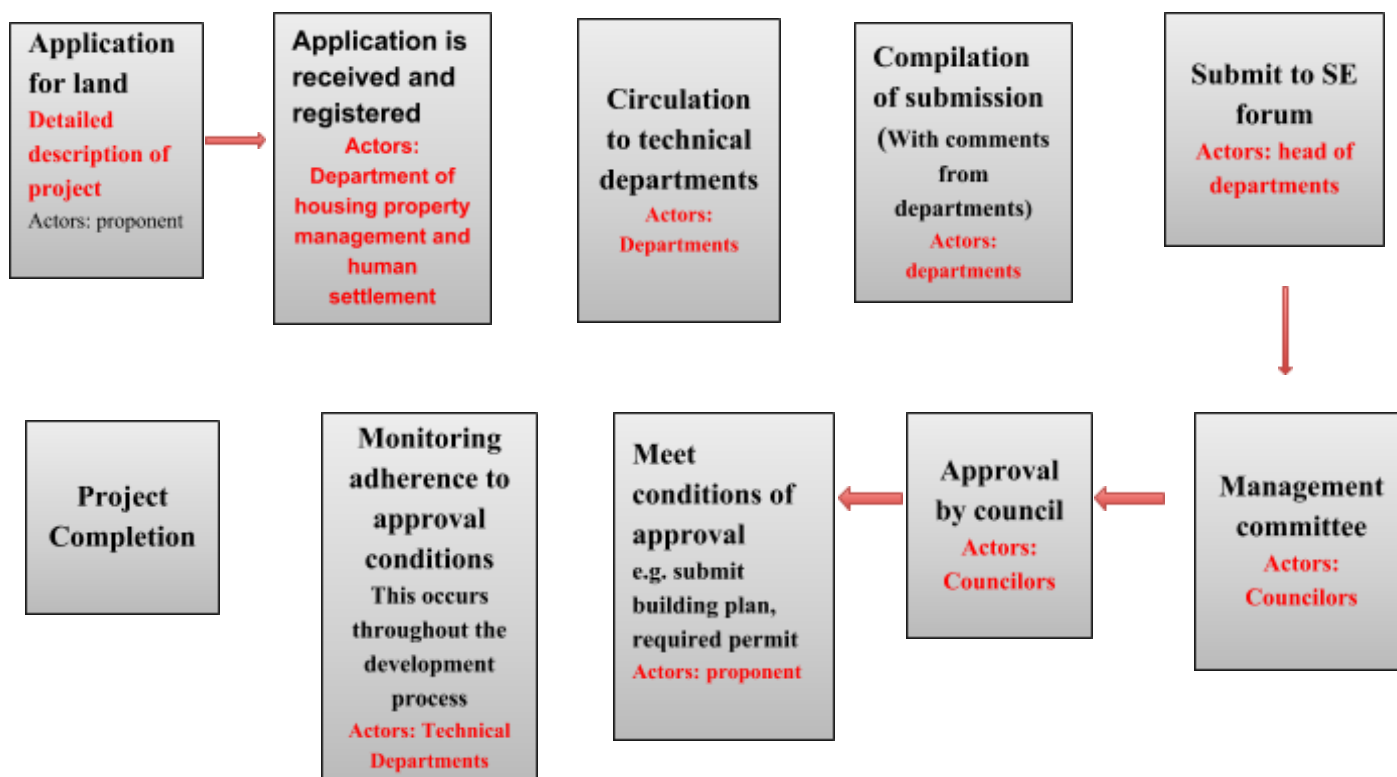 Application
for land
Detailed
description of
project
Actors: proponent
Application is
received and
registered
Actors:
Department of
housing property
management and
human
settlement
Circulation
to technical
departments
Actors:
Departments
Compilation
of submission
(With comments
from
departments)
Actors:
departments
Submit to SE
forum
Actors: head of
departments
Project
Completion
Monitoring
adherence to
approval
conditions
This occurs
throughout the
development
process
Actors: Technical
Departments
Meet
conditions of
approval
e.g. submit
building plan,
required permit
Actors: proponent
Approval
by council
Actors:
Councilors
Management
committee
Actors:
Councilors